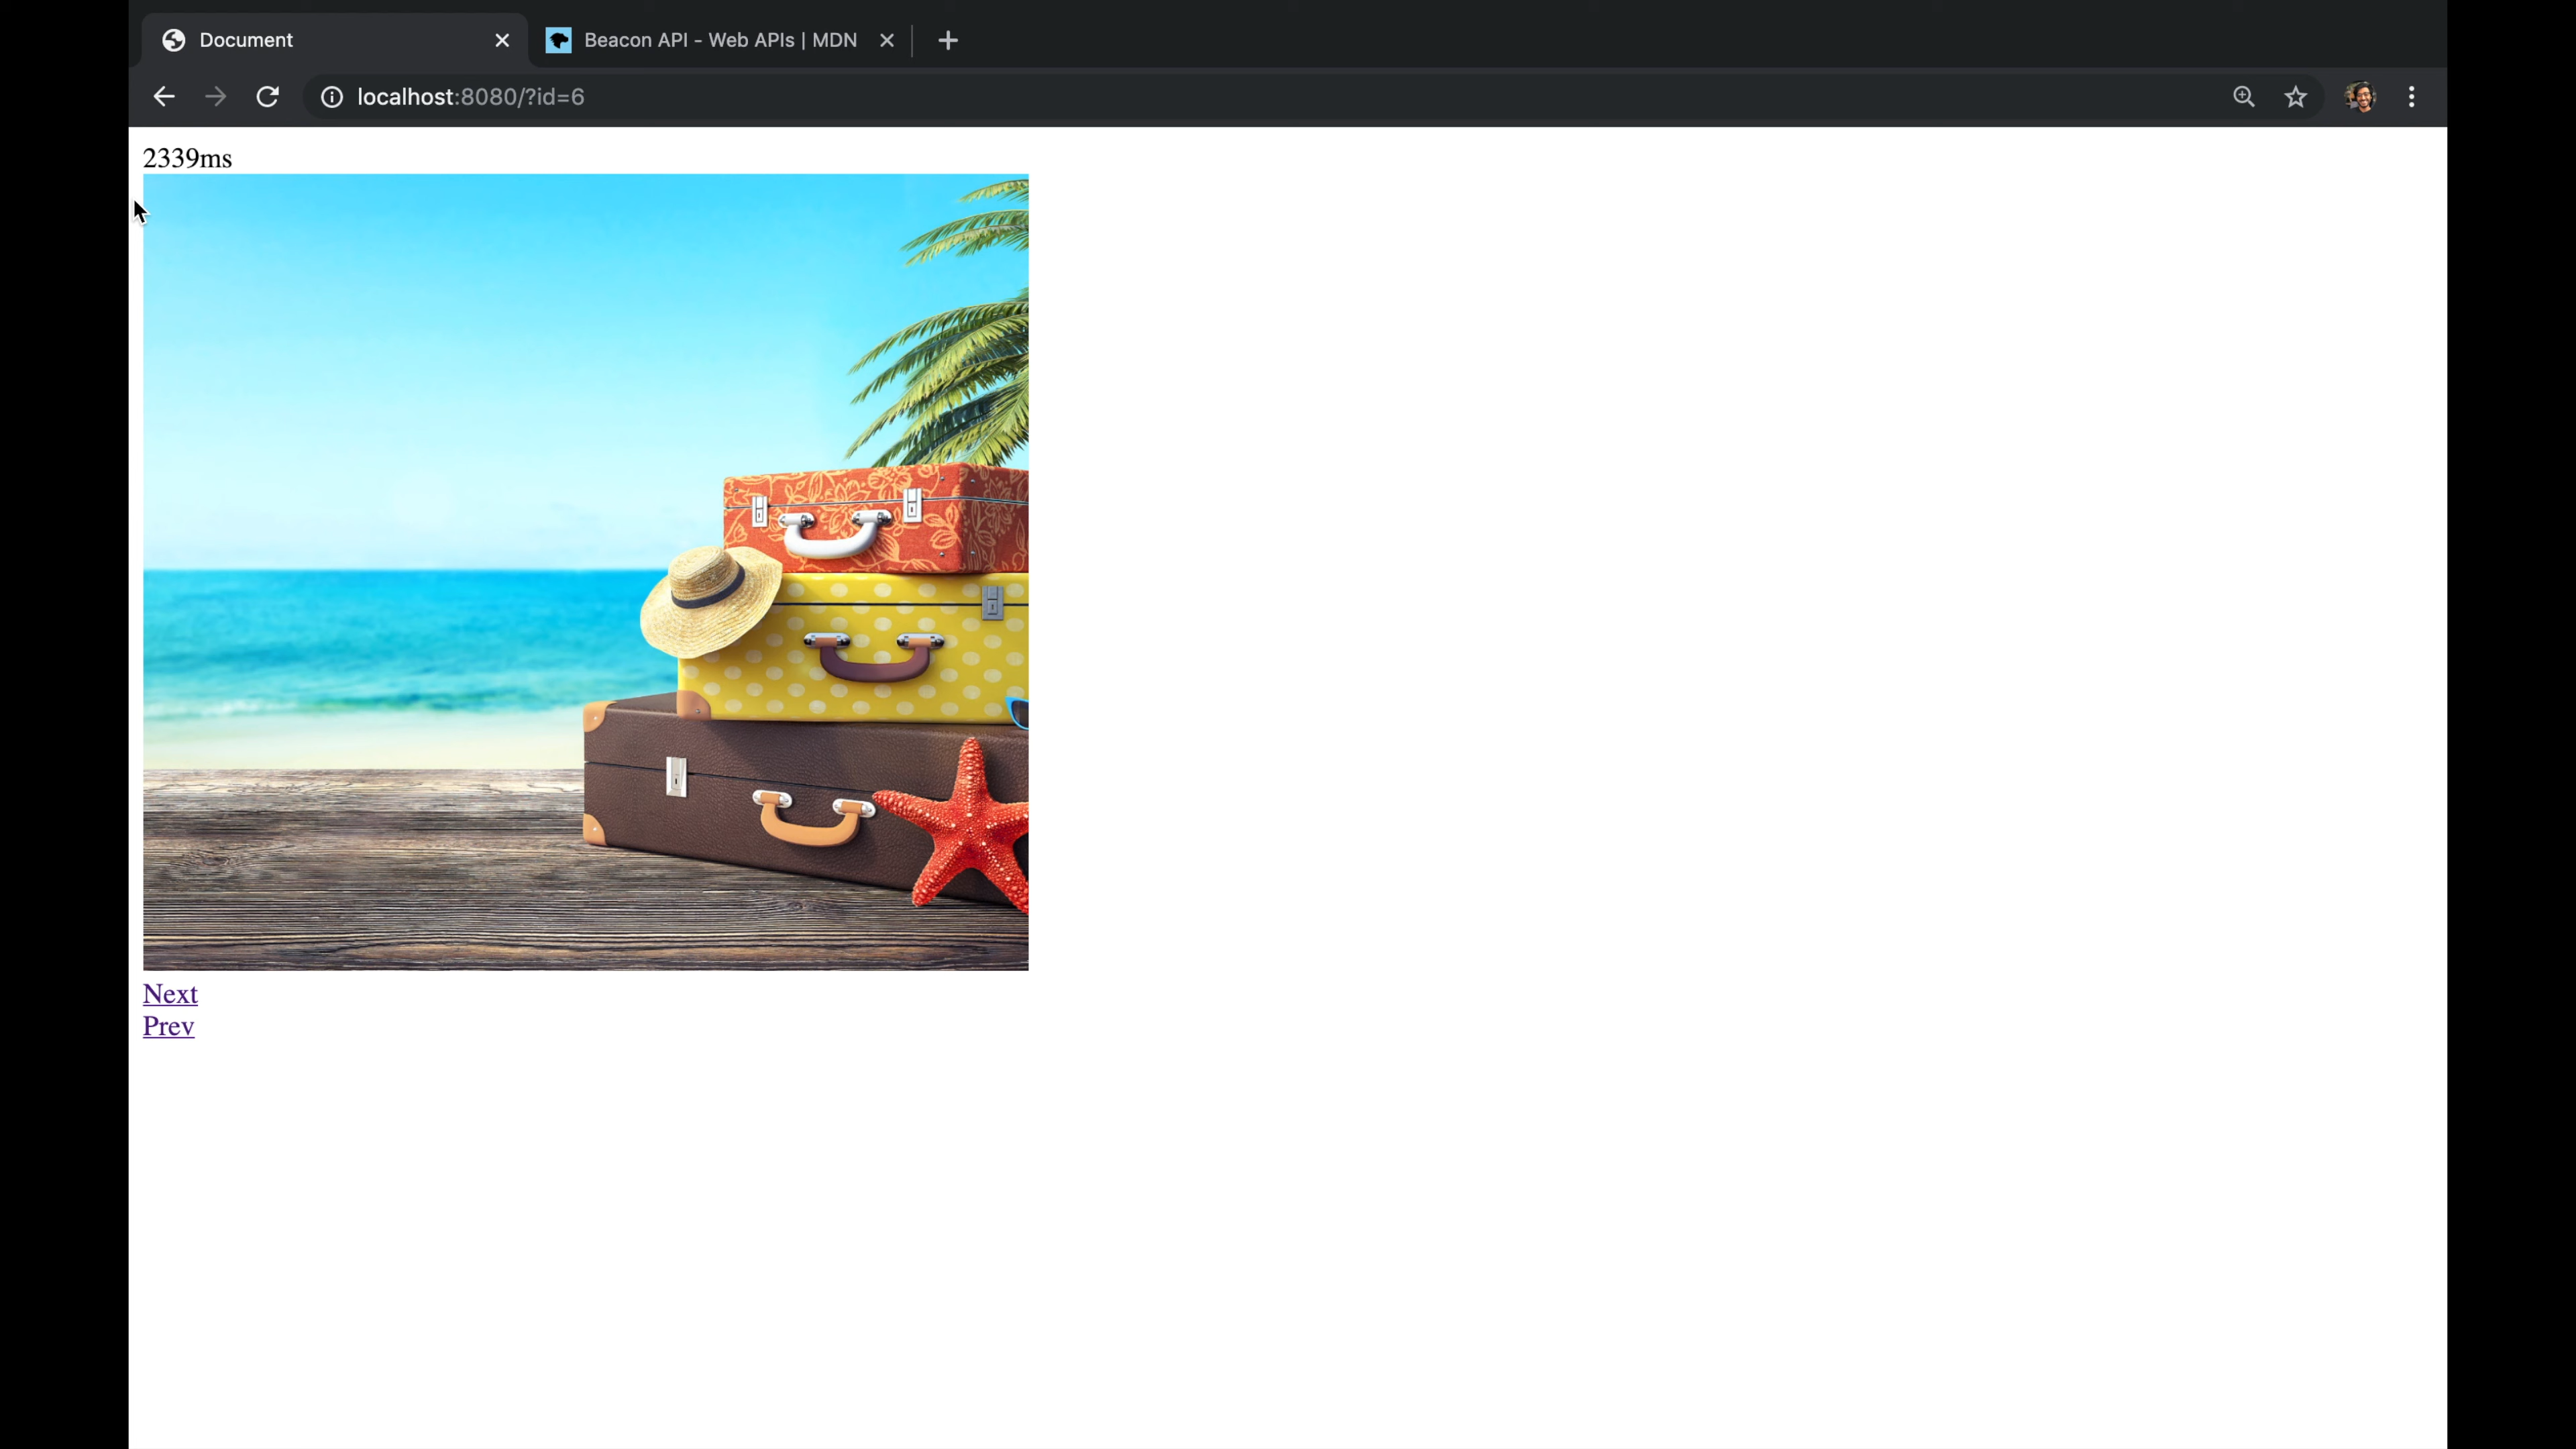 Document
Beacon API - Web APIs | MDN
localhost:8080/?id=6
2339ms
Next
Prev